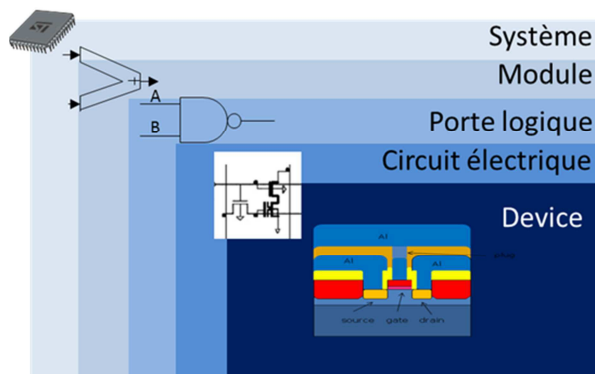 Système
Module
+
A
Porte logique
B
Circuit électrique
Device
Al
Al
Al
source
gate
drain